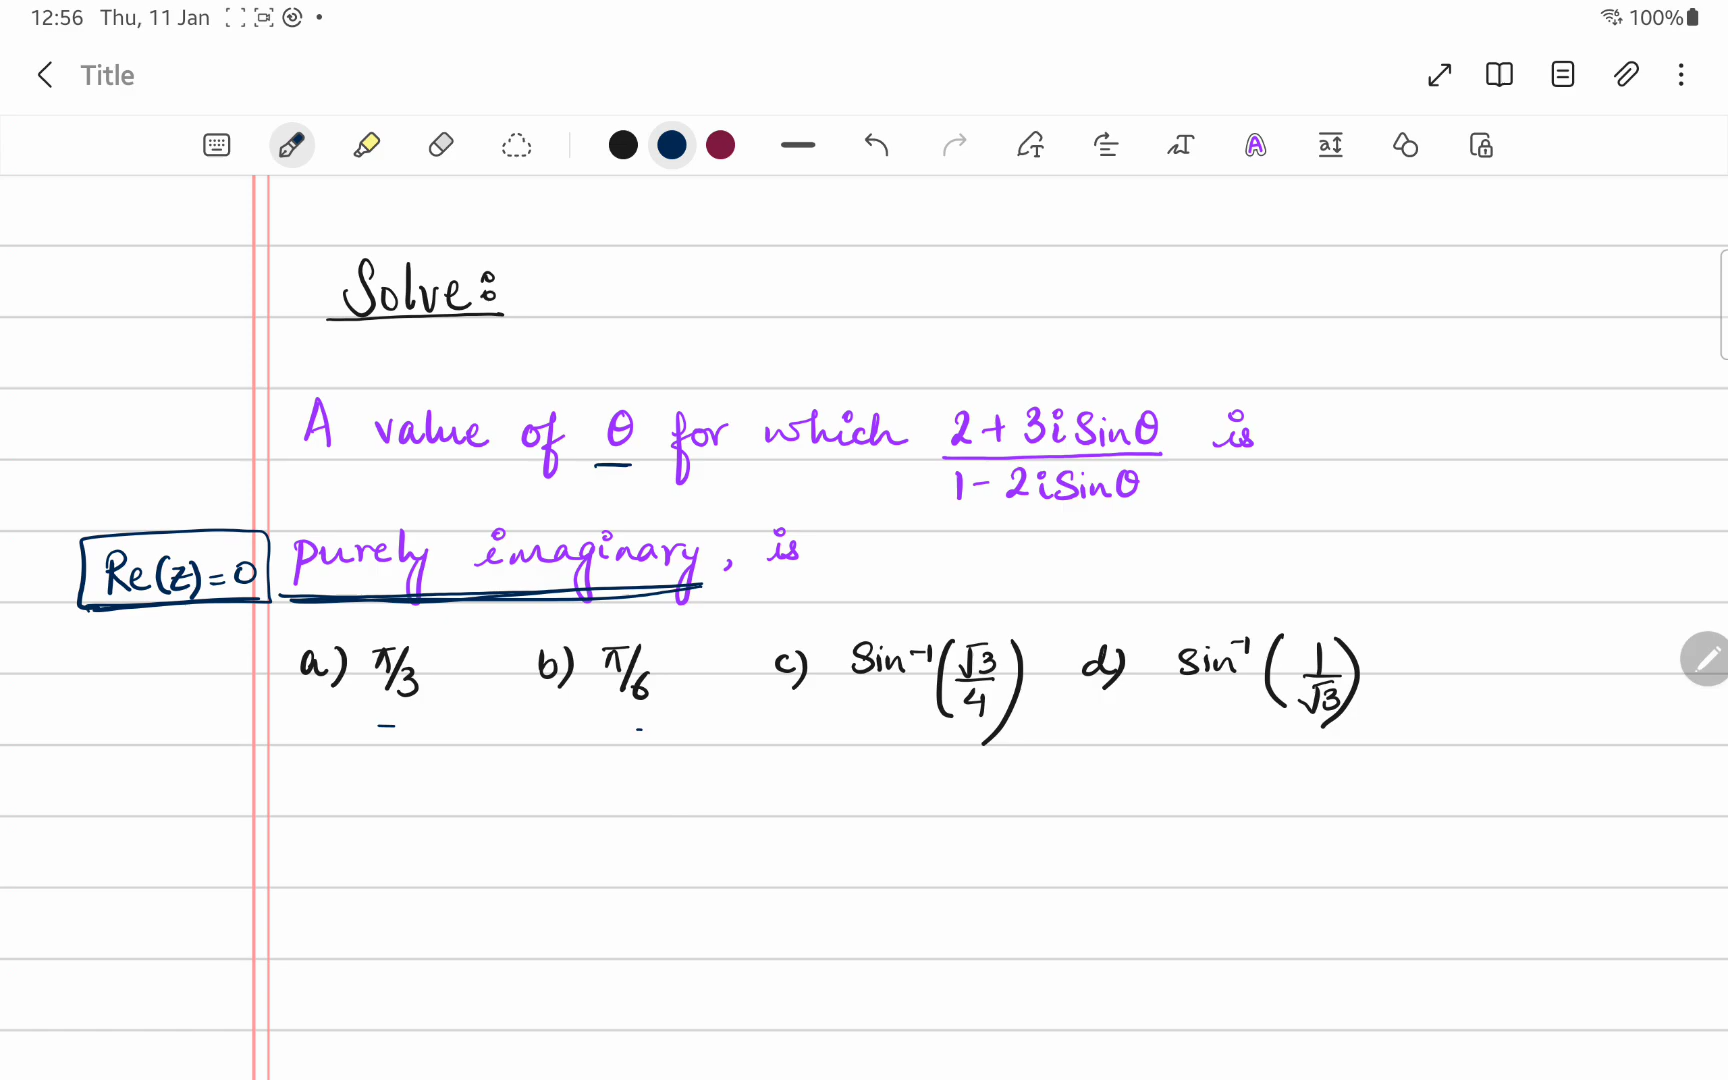 12:56 Thu, 11 Jan 100%
Title
Solve:
A value of θ for which (2+3i Sinθ)/(1-2i Sinθ) is
Re(z)=0 purely imaginary, is
a) π/3 b) π/6 c) Sin⁻¹(√3/4) d) Sin⁻¹(1/√3)